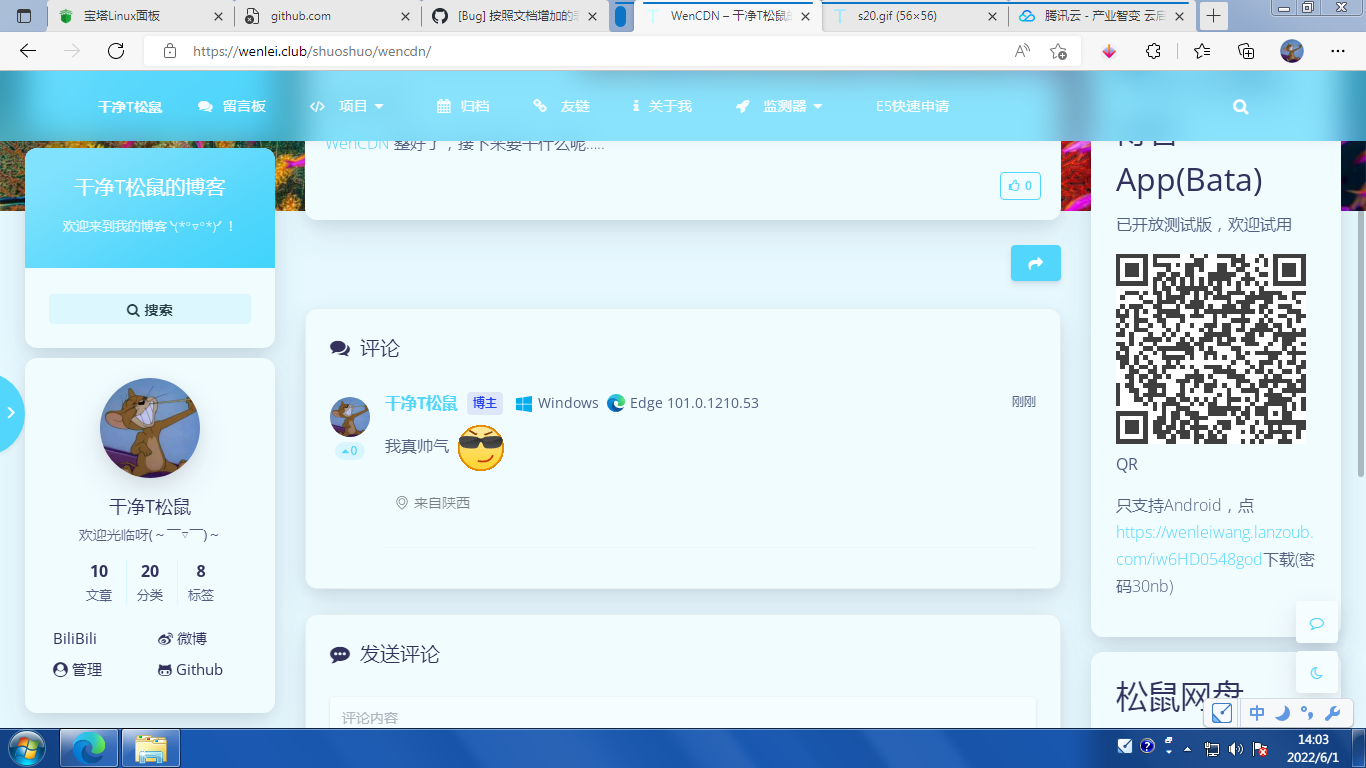 宝塔Linux面板
github.com
[Bug] 按照文档增加的
WenCDN – 干净T松鼠的
s20.gif (56×56)
腾讯云 - 产业智变 云启
https://wenlei.club/shuoshuo/wencdn/
干净T松鼠
留言板
项目
归档
友链
关于我
监测器
E5快速申请
WenCDN 整好了，接下来要干什么呢.....
0
干净T松鼠的博客
欢迎来到我的博客ヽ(*°▽°*)ノ！
搜索
干净T松鼠
欢迎光临呀(～￣▽￣)～
10
20
8
文章
分类
标签
BiliBili
微博
管理
Github
评论
干净T松鼠 博主 Windows Edge 101.0.1210.53
刚刚
0
我真帅气
来自陕西
发送评论
评论内容
App(Bata)
已开放测试版，欢迎试用
QR
只支持Android，点
https://wenleiwang.lanzoub.
com/iw6HD0548god下载(密
码30nb)
松鼠网盘
中
14:03
2022/6/1